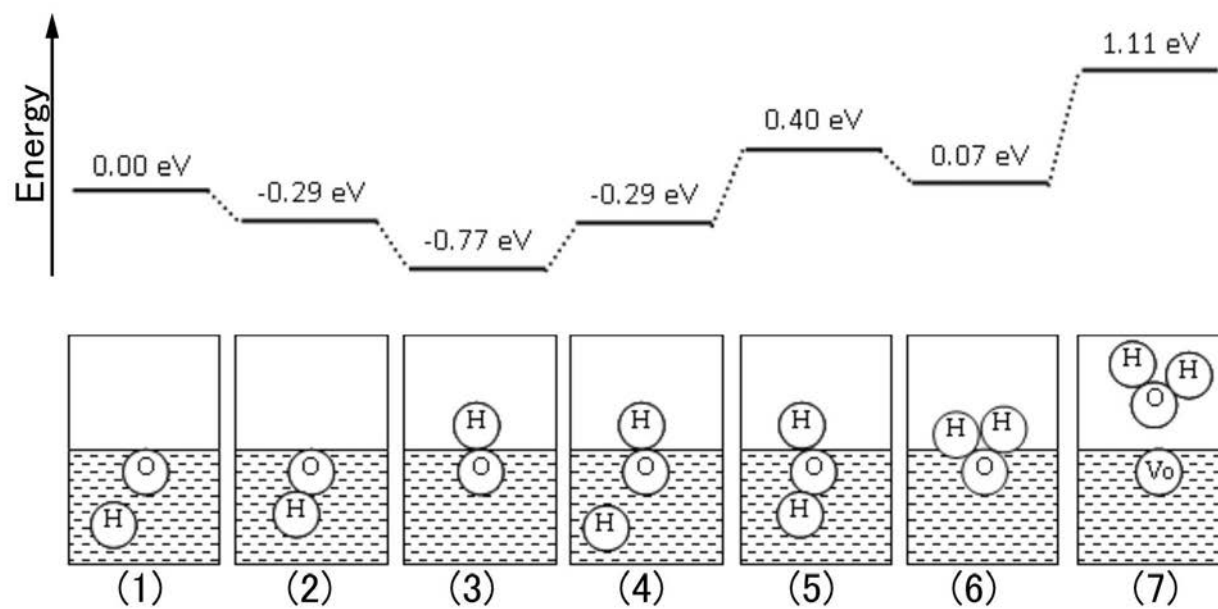 Energy
0.00 eV
-0.29 eV
-0.77 eV
-0.29 eV
0.40 eV
0.07 eV
1.11 eV
O
H
O
H
H
O
H
O
H
H
O
H
H
H
O
H
H
O
Vo
(1)
(2)
(3)
(4)
(5)
(6)
(7)